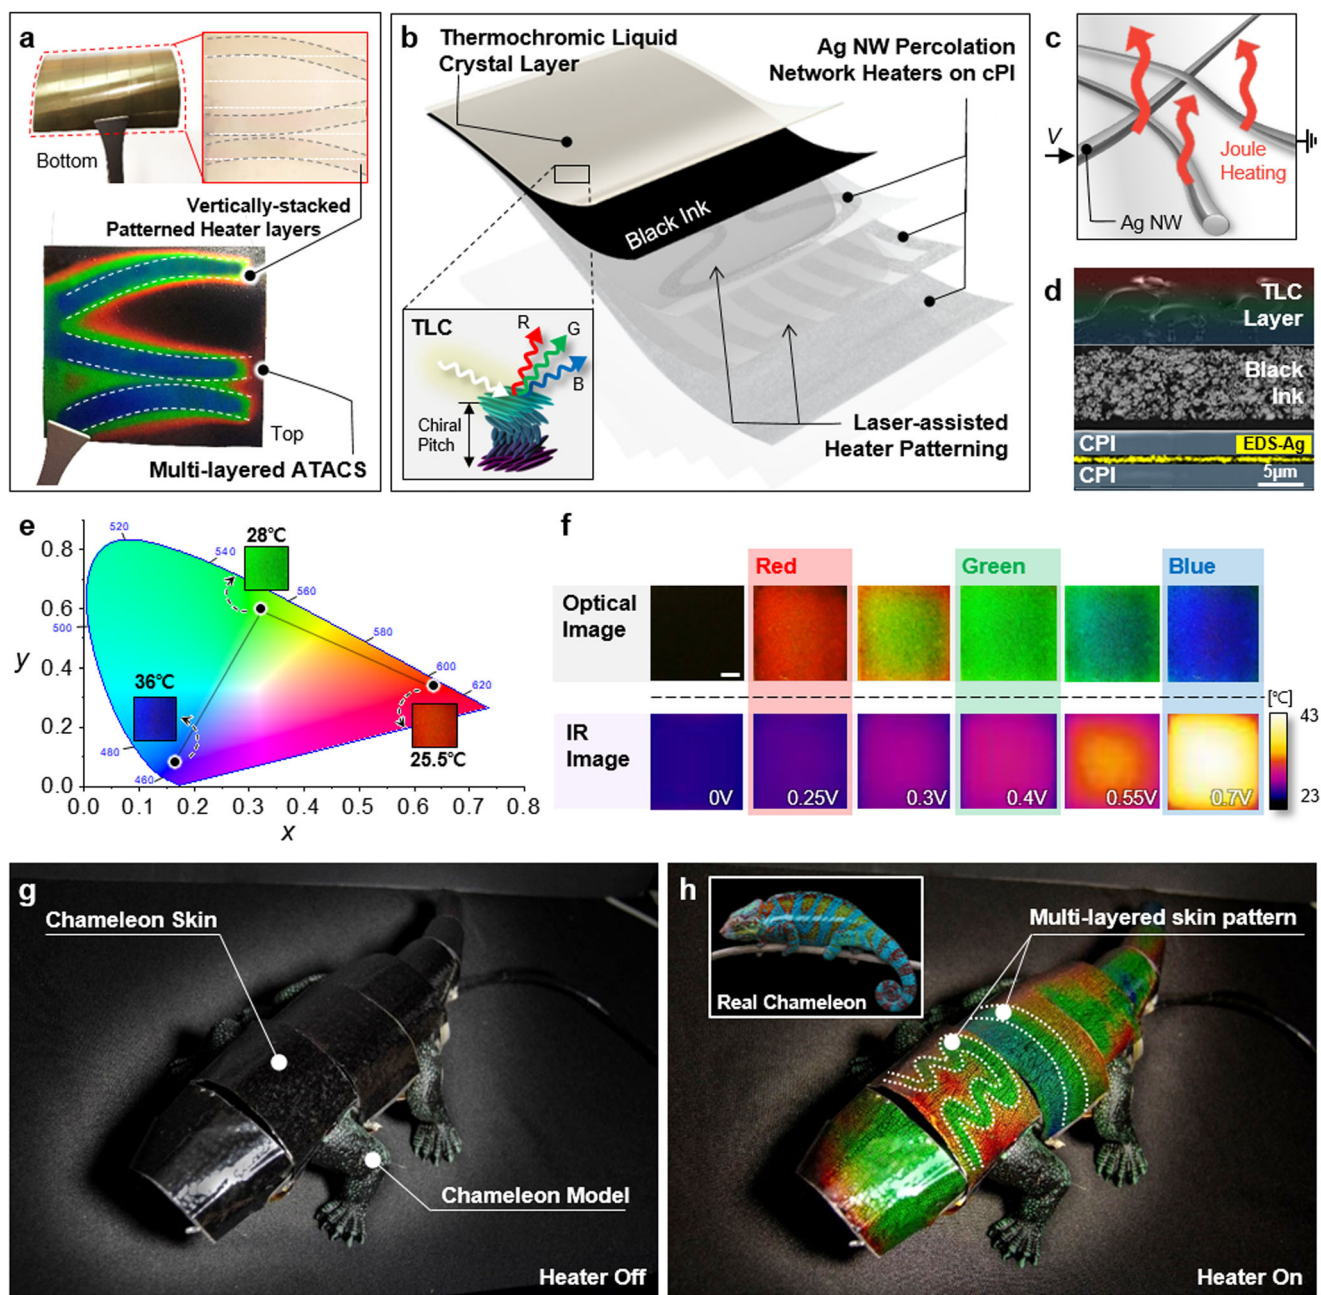 a
Bottom
Vertically-stacked
Patterned Heater layers
Top
Multi-layered ATACS
b
Thermochromic Liquid
Crystal Layer
Ag NW Percolation
Network Heaters on cPI
Black Ink
TLC
R
G
B
Chiral
Pitch
Laser-assisted
Heater Patterning
c
V
Joule
Heating
Ag NW
d
TLC
Layer
Black
Ink
CPI
EDS-Ag
CPI
5μm
e
0.8
0.6
0.4
0.2
0.0
y
0.0 0.1 0.2 0.3 0.4 0.5 0.6 0.7 0.8
x
520
540
560
580
600
620
500
480
460
28℃
36℃
25.5℃
f
Red
Green
Blue
Optical
Image
IR
Image
0V
0.25V
0.3V
0.4V
0.55V
0.7V
[℃]
43
23
g
Chameleon Skin
Chameleon Model
Heater Off
h
Real Chameleon
Multi-layered skin pattern
Heater On